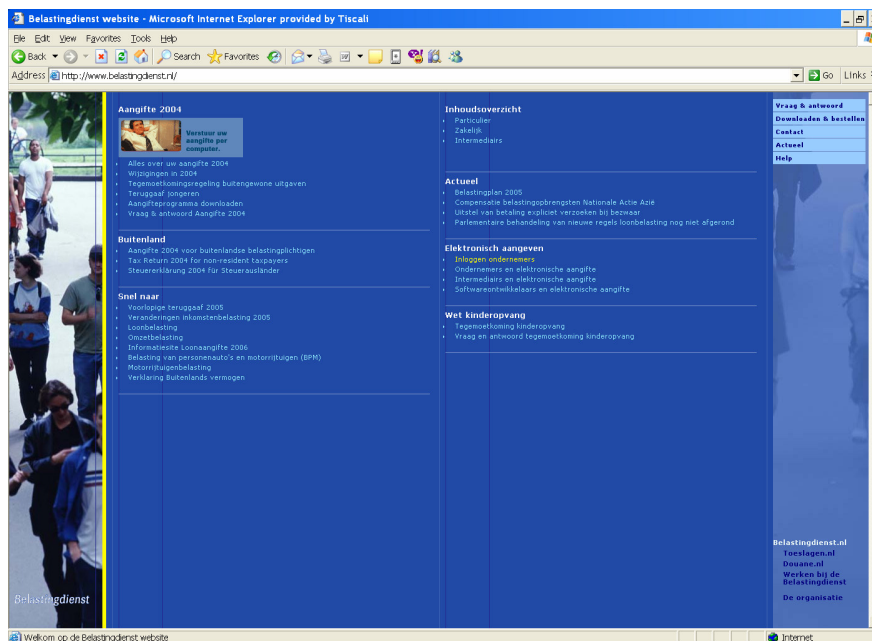 Belastingdienst website - Microsoft Internet Explorer provided by Tiscali
File Edit View Favorites Tools Help
Back Search Favorites
Address http://www.belastingdienst.nl/ Go Links
Aangifte 2004
Verstuur uw
aangifte per
computer.
Alles over uw aangifte 2004
Wijzigingen in 2004
Tegemoetkomingsregeling buitengewone uitgaven
Teruggaaf jongeren
Aangifteprogramma downloaden
Vraag & antwoord Aangifte 2004
Buitenland
Aangifte 2004 voor buitenlandse belastingplichtigen
Tax Return 2004 for non-resident taxpayers
Steuererklärung 2004 für Steuerausländer
Snel naar
Voorlopige teruggaaf 2005
Veranderingen inkomstenbelasting 2005
Loonbelasting
Omzetbelasting
Informatiesite Loonaangifte 2006
Belasting van personenauto's en motorrijtuigen (BPM)
Motorrijtuigenbelasting
Verklaring Buitenlands vermogen
Inhoudsoverzicht
Particulier
Zakelijk
Intermediairs
Actueel
Belastingplan 2005
Compensatie belastingopbrengsten Nationale Actie Azië
Uitstel van betaling expliciet verzoeken bij bezwaar
Parlementaire behandeling van nieuwe regels loonbelasting nog niet afgerond
Elektronisch aangeven
Inloggen ondernemers
Ondernemers en elektronische aangifte
Intermediairs en elektronische aangifte
Softwareontwikkelaars en elektronische aangifte
Wet kinderopvang
Tegemoetkoming kinderopvang
Vraag en antwoord tegemoetkoming kinderopvang
Vraag & antwoord
Downloaden & bestellen
Contact
Actueel
Help
Belastingdienst.nl
Toeslagen.nl
Douane.nl
Werken bij de
Belastingdienst
De organisatie
Belastingdienst
Welkom op de Belastingdienst website Internet